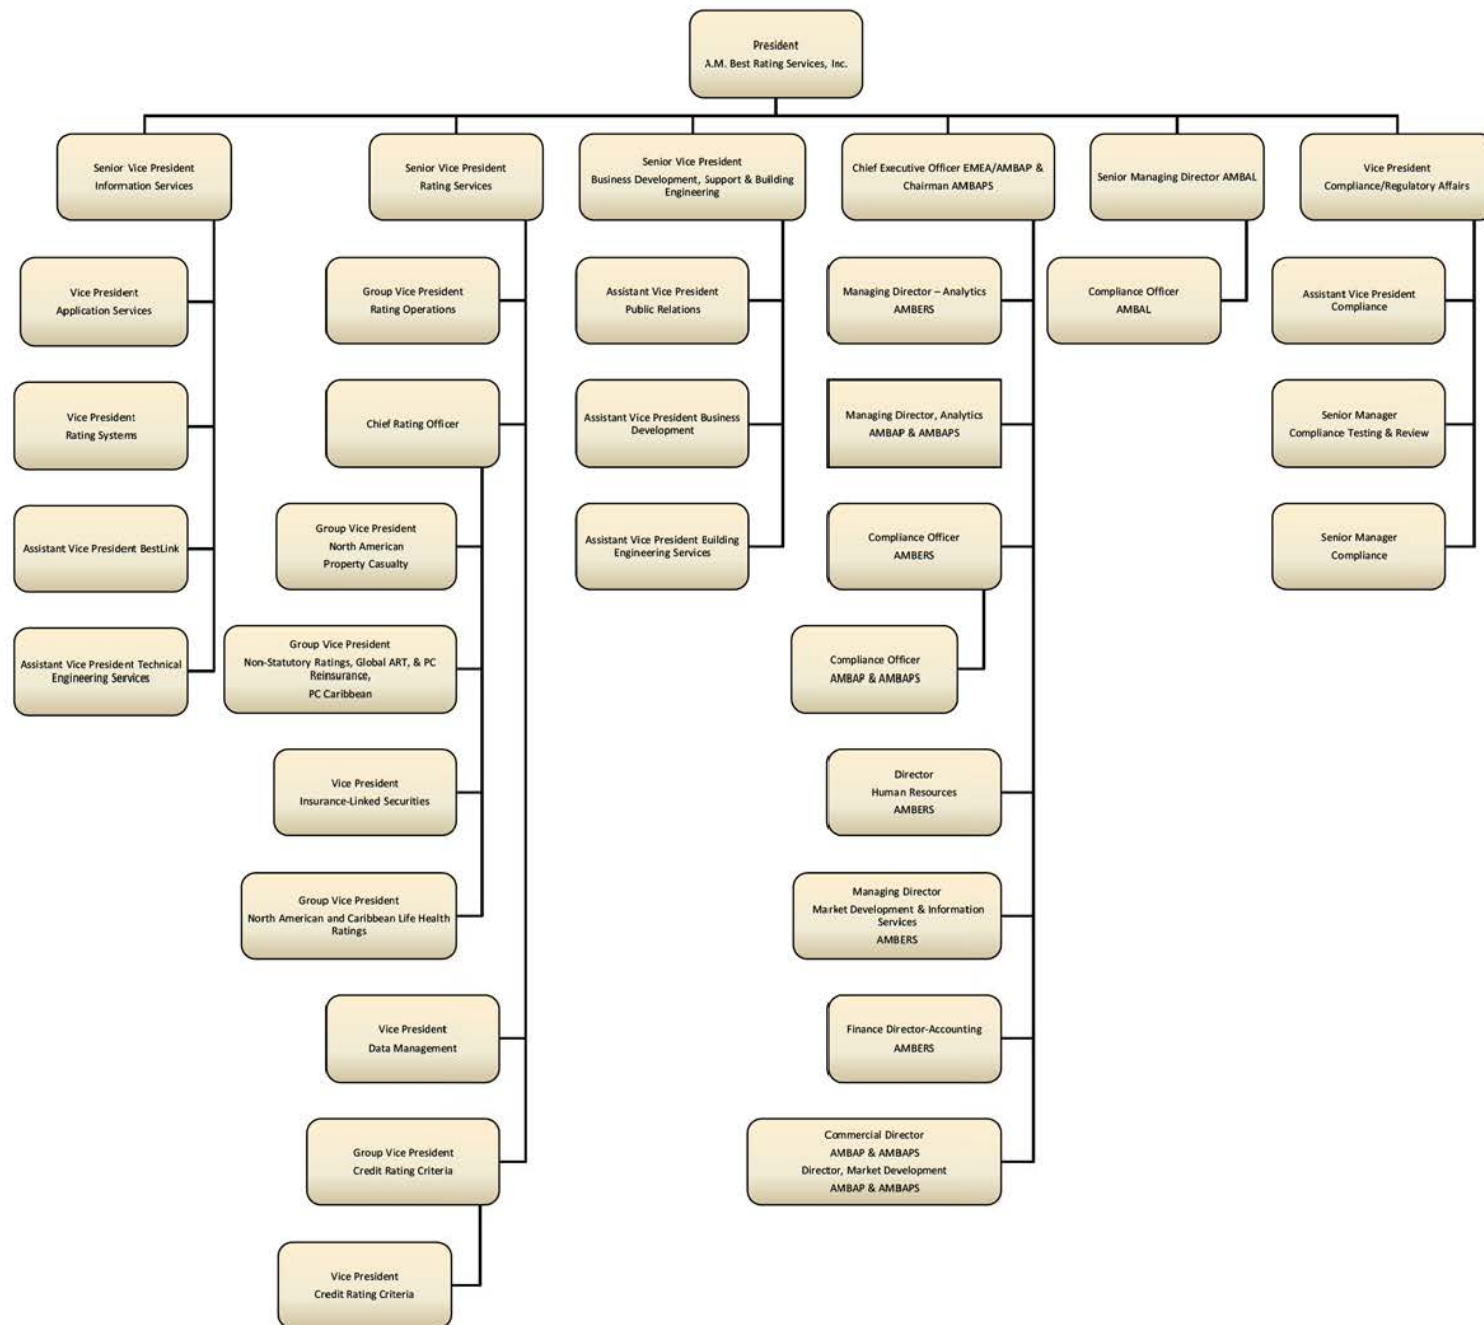 President
A.M. Best Rating Services, Inc.
Senior Vice President
Information Services
Senior Vice President
Rating Services
Senior Vice President
Business Development, Support & Building
Engineering
Chief Executive Officer EMEA/AMBAP &
Chairman AMBAPS
Senior Managing Director AMBAL
Vice President
Compliance/Regulatory Affairs
Vice President
Application Services
Vice President
Rating Systems
Assistant Vice President BestLink
Assistant Vice President Technical
Engineering Services
Group Vice President
Rating Operations
Chief Rating Officer
Group Vice President
North American
Property Casualty
Group Vice President
Non-Statutory Ratings, Global ART, & PC
Reinsurance,
PC Caribbean
Vice President
Insurance-Linked Securities
Group Vice President
North American and Caribbean Life Health
Ratings
Vice President
Data Management
Group Vice President
Credit Rating Criteria
Vice President
Credit Rating Criteria
Assistant Vice President
Public Relations
Assistant Vice President Business
Development
Assistant Vice President Building
Engineering Services
Managing Director – Analytics
AMBERS
Managing Director, Analytics
AMBAP & AMBAPS
Compliance Officer
AMBERS
Compliance Officer
AMBAP & AMBAPS
Director
Human Resources
AMBERS
Managing Director
Market Development & Information
Services
AMBERS
Finance Director-Accounting
AMBERS
Commercial Director
AMBAP & AMBAPS
Director, Market Development
AMBAP & AMBAPS
Compliance Officer
AMBAL
Assistant Vice President
Compliance
Senior Manager
Compliance Testing & Review
Senior Manager
Compliance